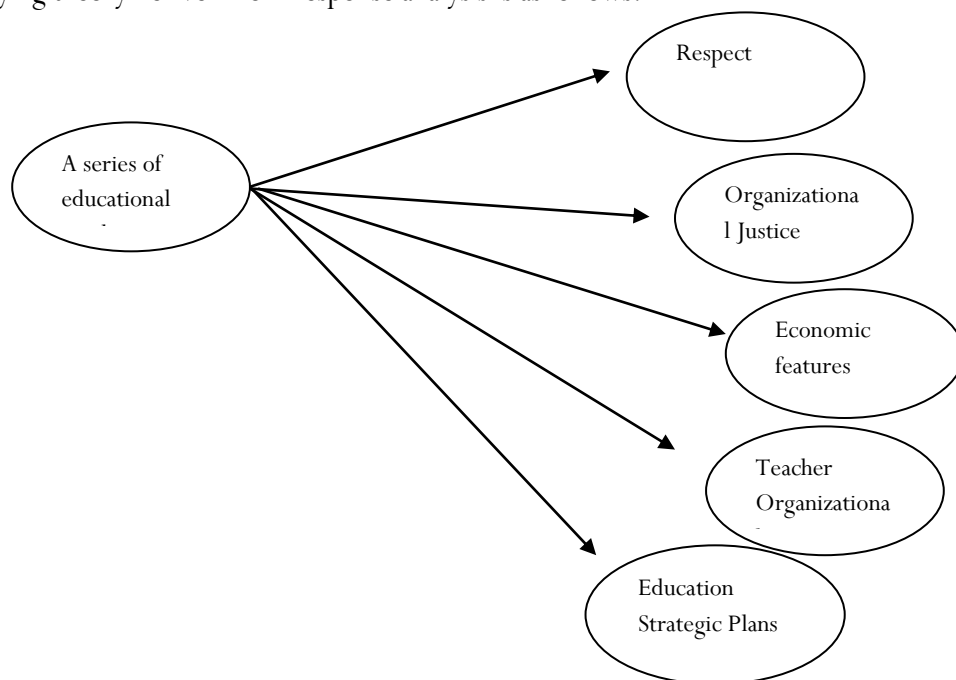 Respect
A series of
educational
Organizationa
l Justice
Economic
features
Teacher
Organizationa
Education
Strategic Plans